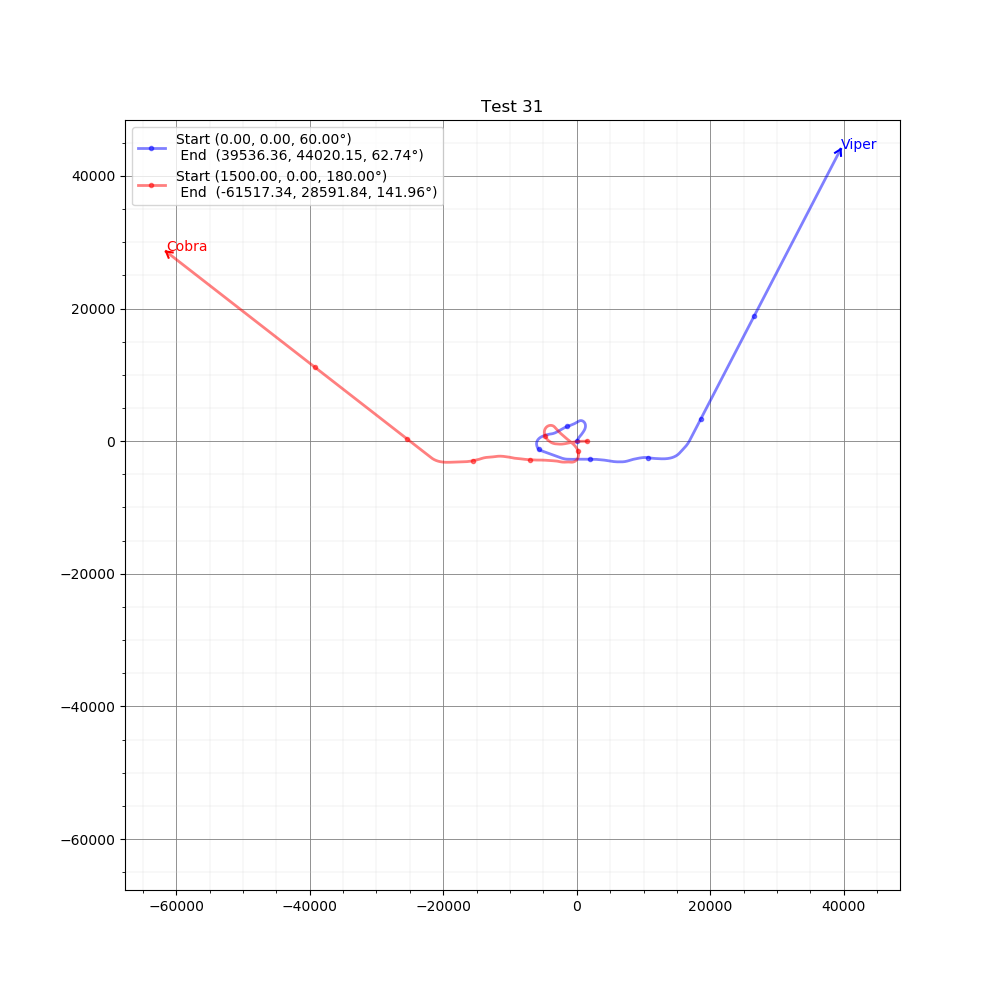 Test 31
Start (0.00, 0.00, 60.00°)
End  (39536.36, 44020.15, 62.74°)
Start (1500.00, 0.00, 180.00°)
End  (-61517.34, 28591.84, 141.96°)
Viper
Cobra
40000
20000
0
−20000
−40000
−60000
−60000 −40000 −20000 0 20000 40000